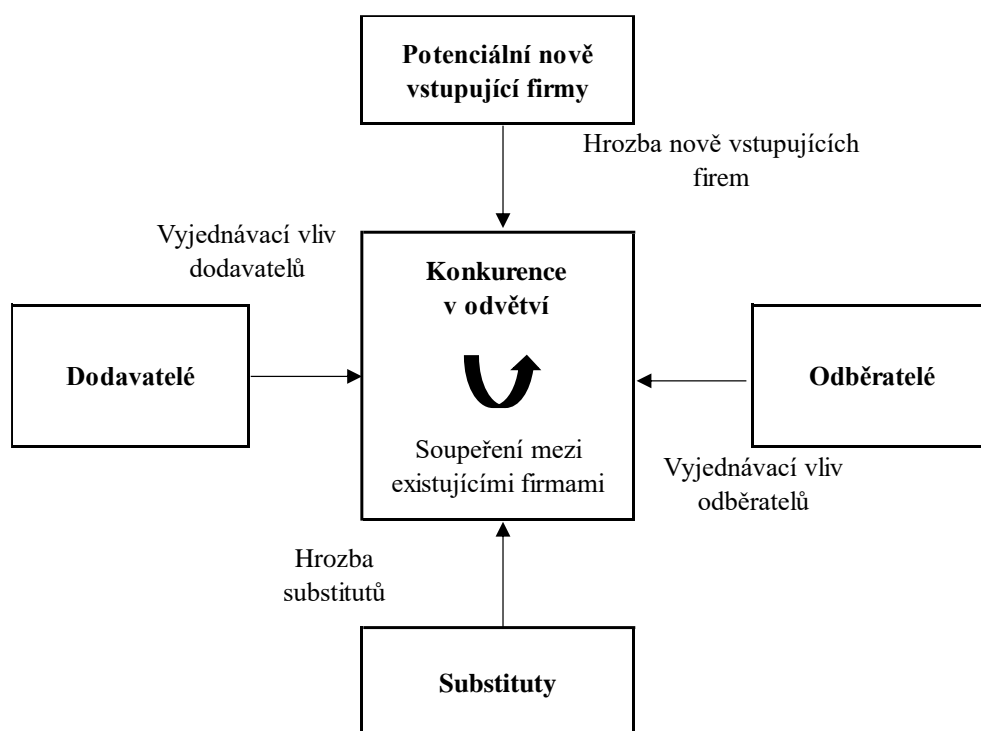 Potenciální nově
vstupující firmy
Hrozba nově vstupujících
firem
Vyjednávací vliv
dodavatelů
Konkurence
v odvětví
Dodavatelé
Odběratelé
Soupeření mezi
existujícími firmami
Vyjednávací vliv
odběratelů
Hrozba
substitutů
Substituty